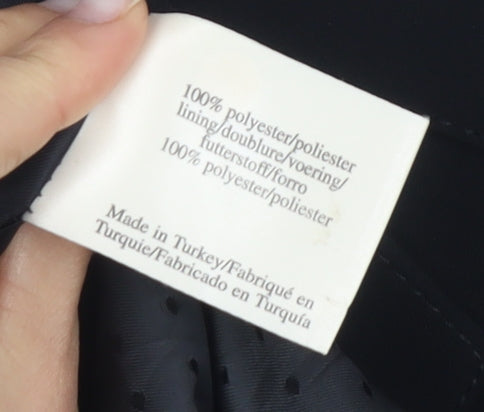 100% polyester/poliester
lining/doublure/voering/
futterstoff/forro
100% polyester/poliester
Made in Turkey/Fabriqué en
Turquie/Fabricado en Turquía